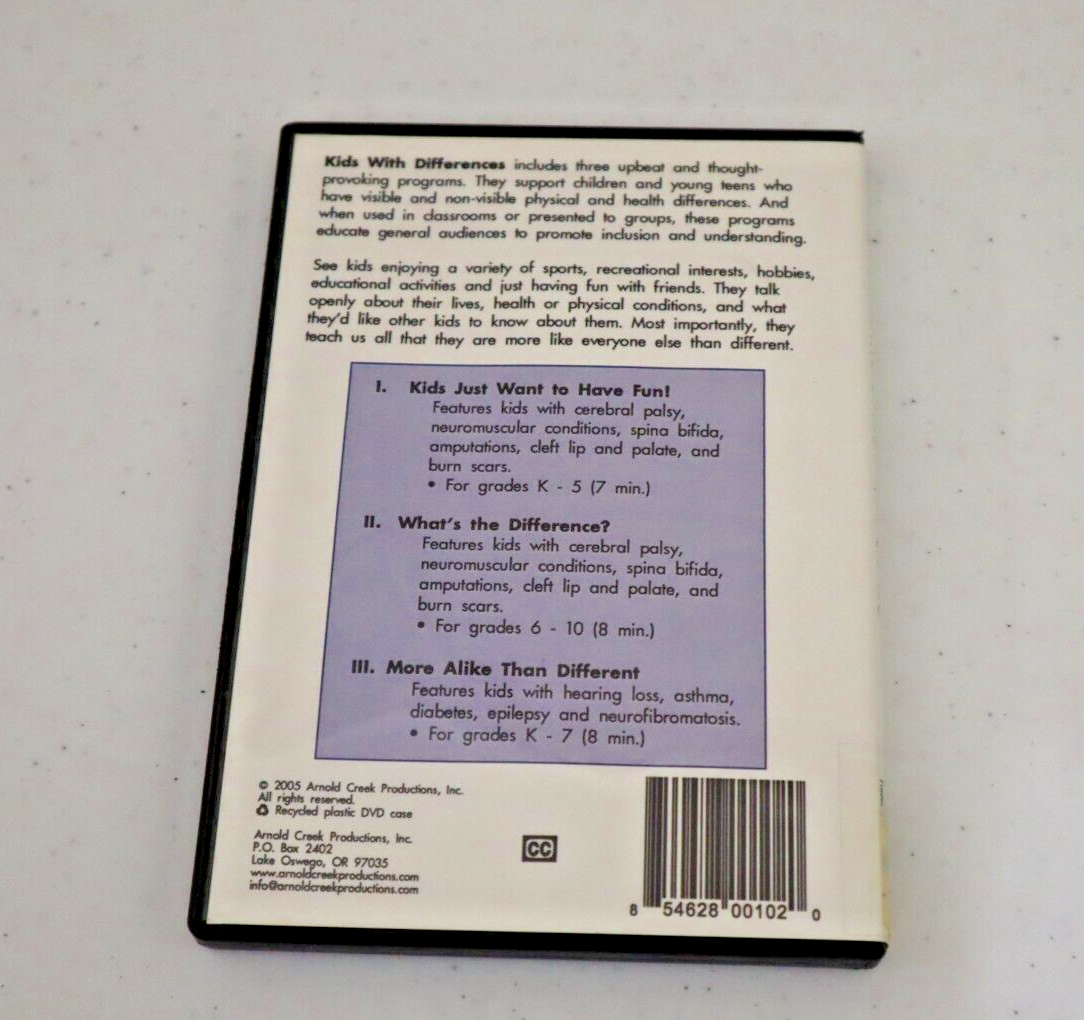 Kids With Differences includes three upbeat and thought-
provoking programs. They support children and young teens who
have visible and non-visible physical and health differences. And
when used in classrooms or presented to groups, these programs
educate general audiences to promote inclusion and understanding.
See kids enjoying a variety of sports, recreational interests, hobbies,
educational activities and just having fun with friends. They talk
openly about their lives, health or physical conditions, and what
they'd like other kids to know about them. Most importantly, they
teach us all that they are more like everyone else than different.
I. Kids Just Want to Have Fun!
Features kids with cerebral palsy,
neuromuscular conditions, spina bifida,
amputations, cleft lip and palate, and
burn scars.
• For grades K - 5 (7 min.)
II. What's the Difference?
Features kids with cerebral palsy,
neuromuscular conditions, spina bifida,
amputations, cleft lip and palate, and
burn scars.
• For grades 6 - 10 (8 min.)
III. More Alike Than Different
Features kids with hearing loss, asthma,
diabetes, epilepsy and neurofibromatosis.
• For grades K - 7 (8 min.)
© 2005 Arnold Creek Productions, Inc.
All rights reserved.
♻ Recycled plastic DVD case
Arnold Creek Productions, Inc.
P.O. Box 2402
Lake Oswego, OR 97035
www.arnoldcreekproductions.com
info@arnoldcreekproductions.com
CC
8 54628 00102 0